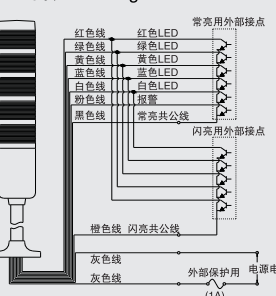 常亮用外部接点
红色线 红色LED
绿色线 绿色LED
黄色线 黄色LED
蓝色线 蓝色LED
白色线 白色LED
粉色线 报警
黑色线 常亮共公线
闪亮用外部接点
橙色线 闪亮共公线
灰色线
灰色线 外部保护用 电源电
(1A)